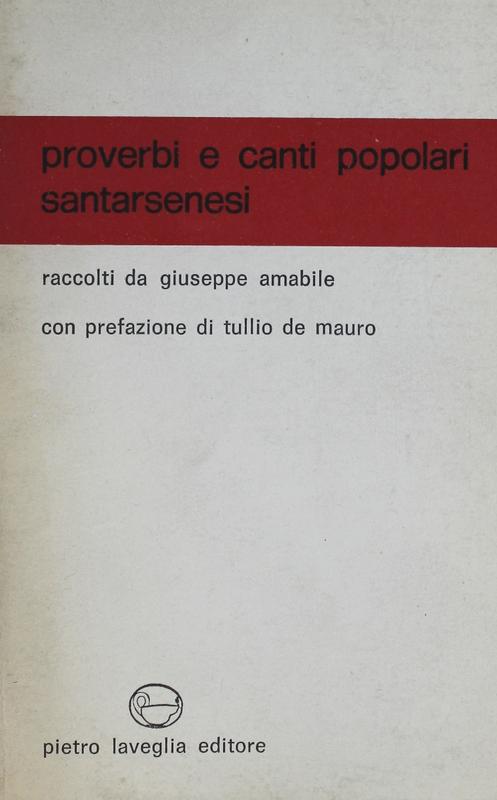 proverbi e canti popolari
santarsenesi
raccolti da giuseppe amabile
con prefazione di tullio de mauro
pietro laveglia editore